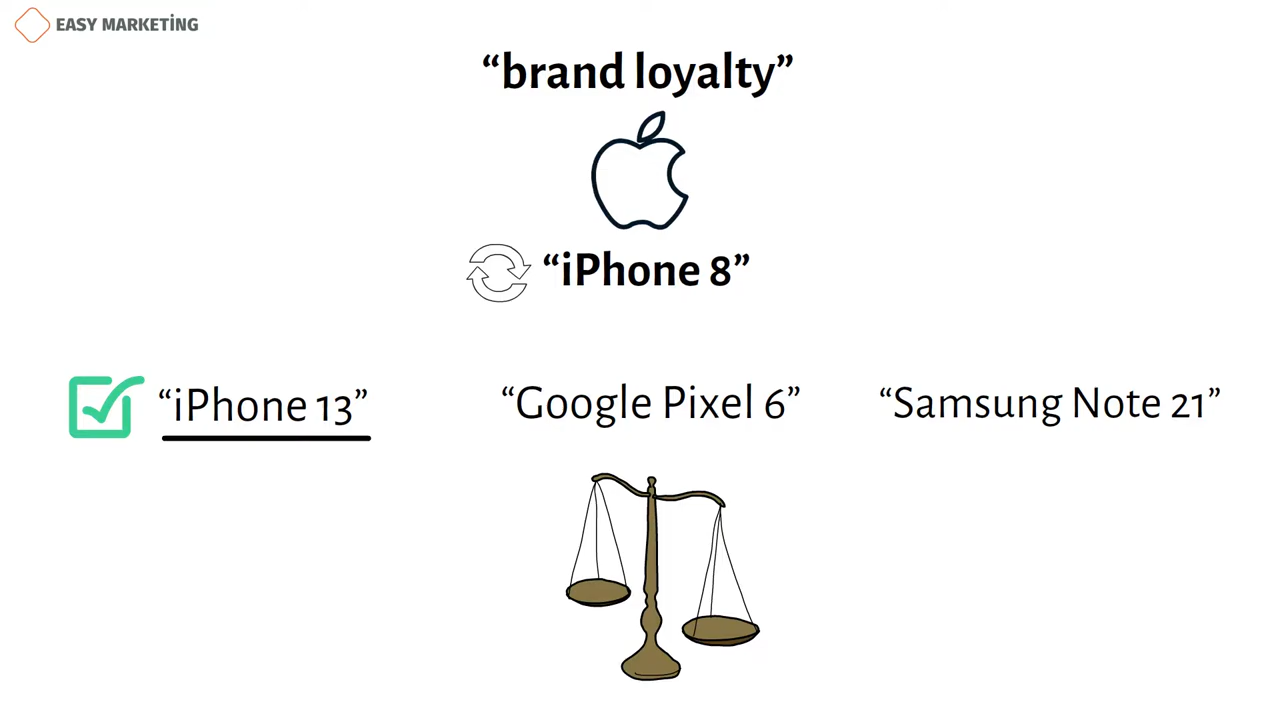 EASY MARKETİNG
“brand loyalty”
“iPhone 8”
“iPhone 13”
“Google Pixel 6”
“Samsung Note 21”